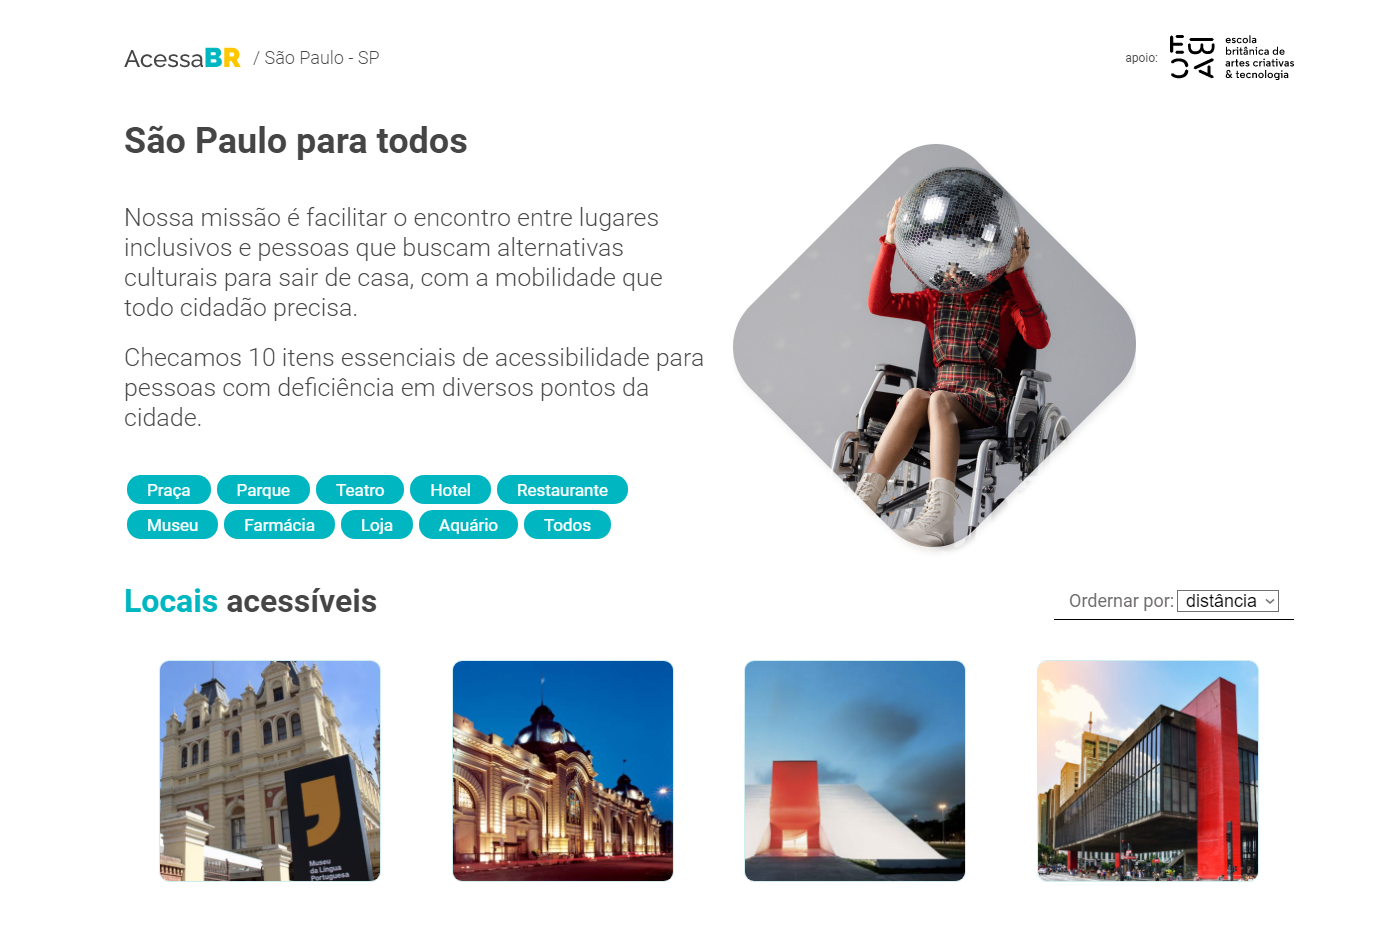 AcessaBR / São Paulo - SP
apoio:
EBAC
escola
britânica de
artes criativas
& tecnologia
São Paulo para todos
Nossa missão é facilitar o encontro entre lugares
inclusivos e pessoas que buscam alternativas
culturais para sair de casa, com a mobilidade que
todo cidadão precisa.
Checamos 10 itens essenciais de acessibilidade para
pessoas com deficiência em diversos pontos da
cidade.
Praça Parque Teatro Hotel Restaurante
Museu Farmácia Loja Aquário Todos
Locais acessíveis
Ordernar por: distância
Museu
da Língua
Portuguesa